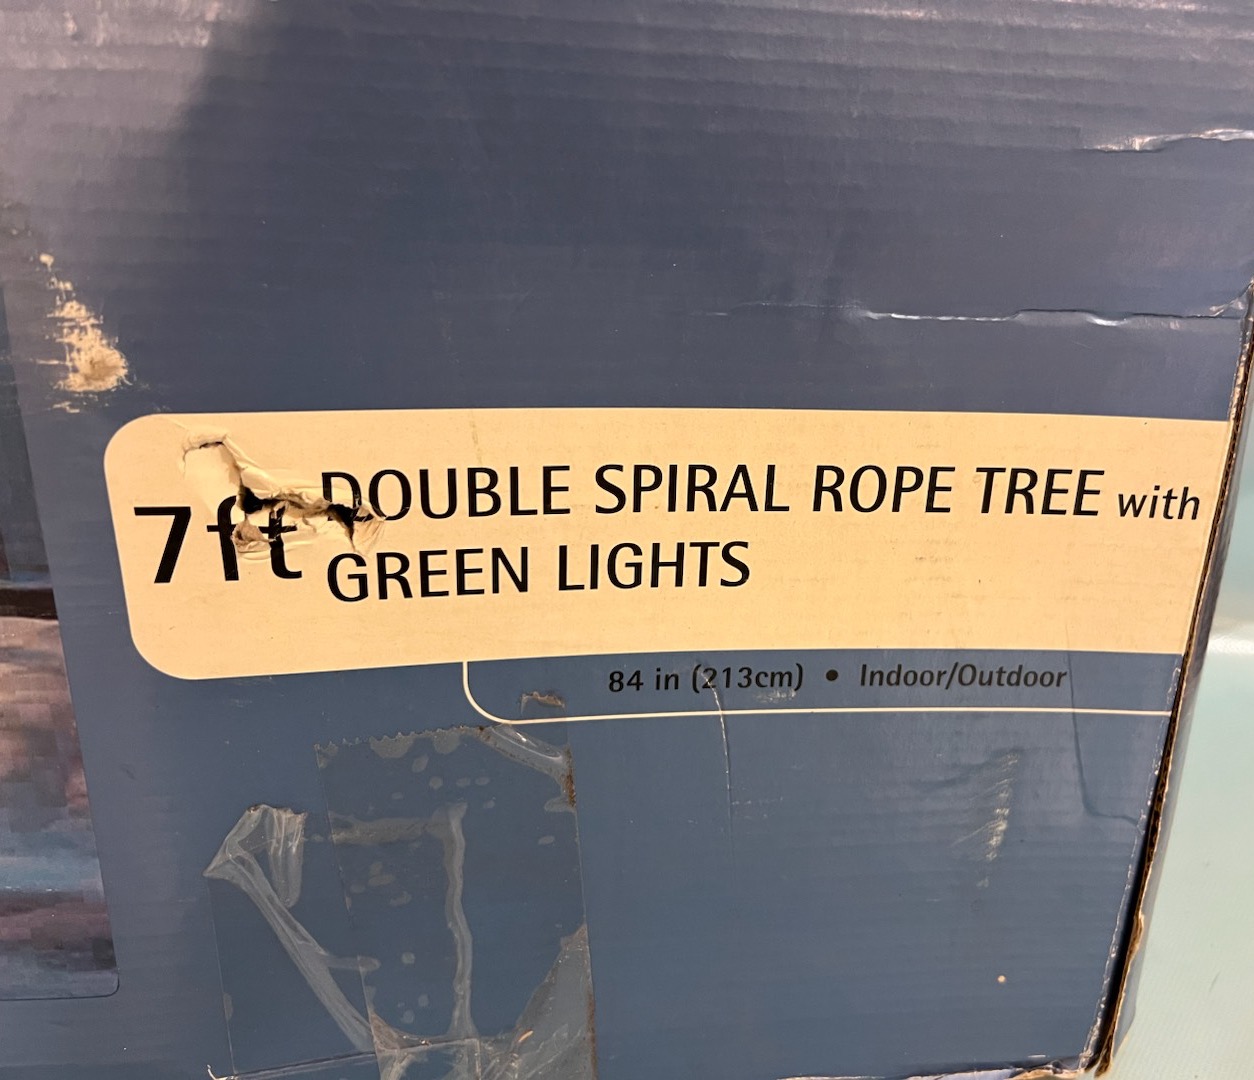 7ft DOUBLE SPIRAL ROPE TREE with
GREEN LIGHTS
84 in (213cm) • Indoor/Outdoor